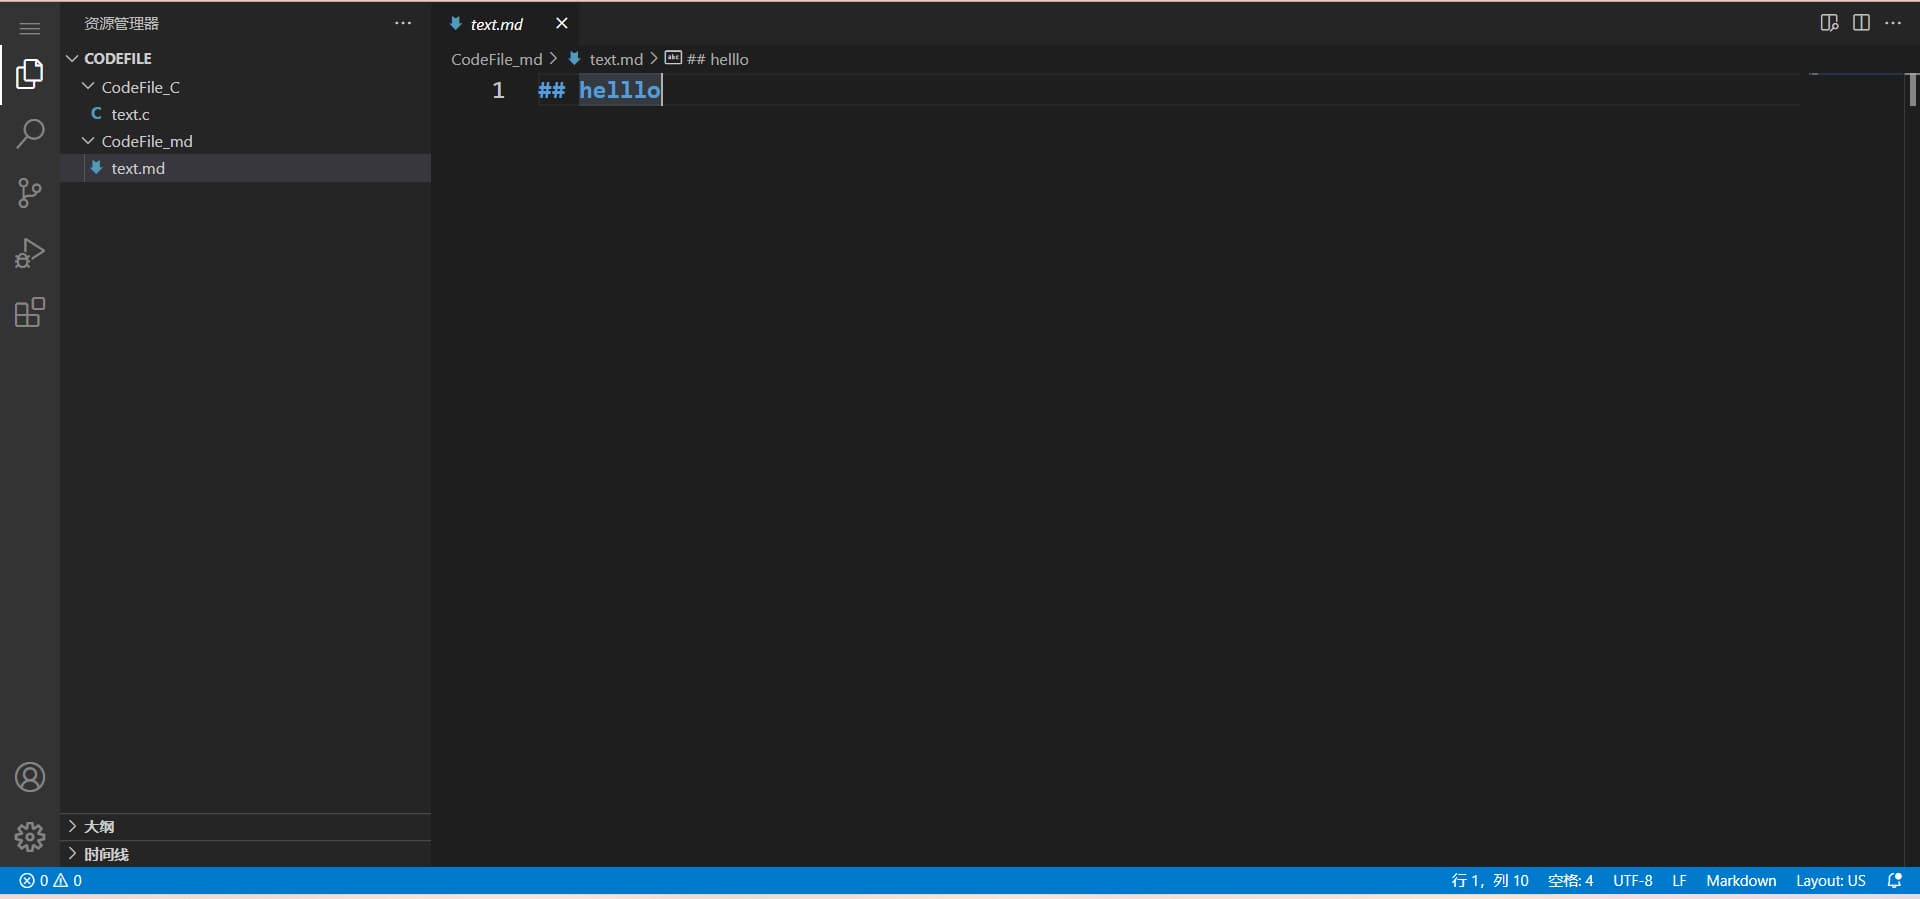 资源管理器
text.md
CODEFILE
CodeFile_md > text.md > ## helllo
CodeFile_C
1 ## helllo
C text.c
CodeFile_md
text.md
大纲
时间线
0 0
行 1, 列 10 空格: 4 UTF-8 LF Markdown Layout: US